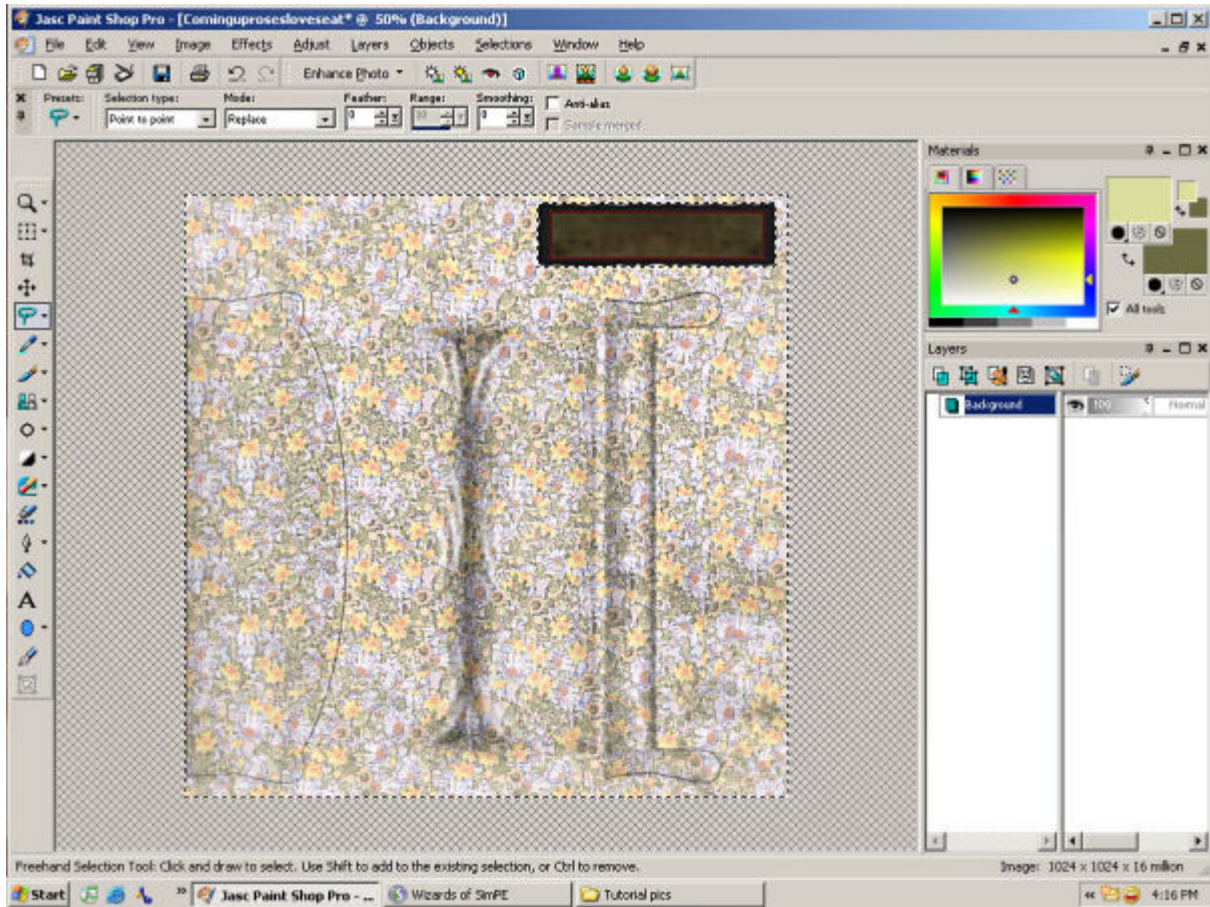 Jasc Paint Shop Pro - [Cominguprosesloveseat* @ 50% (Background)]
File Edit View Image Effects Adjust Layers Objects Selections Window Help
Enhance Photo
Presets: Selection type: Mode: Feather: Range: Smoothing: Anti-alias
Point to point Replace 0 0 Sample merged
Materials
All tools
Layers
Background 100 Normal
A
Freehand Selection Tool: Click and draw to select. Use Shift to add to the existing selection, or Ctrl to remove.
Image: 1024 x 1024 x 16 million
Start Jasc Paint Shop Pro - ... Wizards of SimPE Tutorial pics 4:16 PM